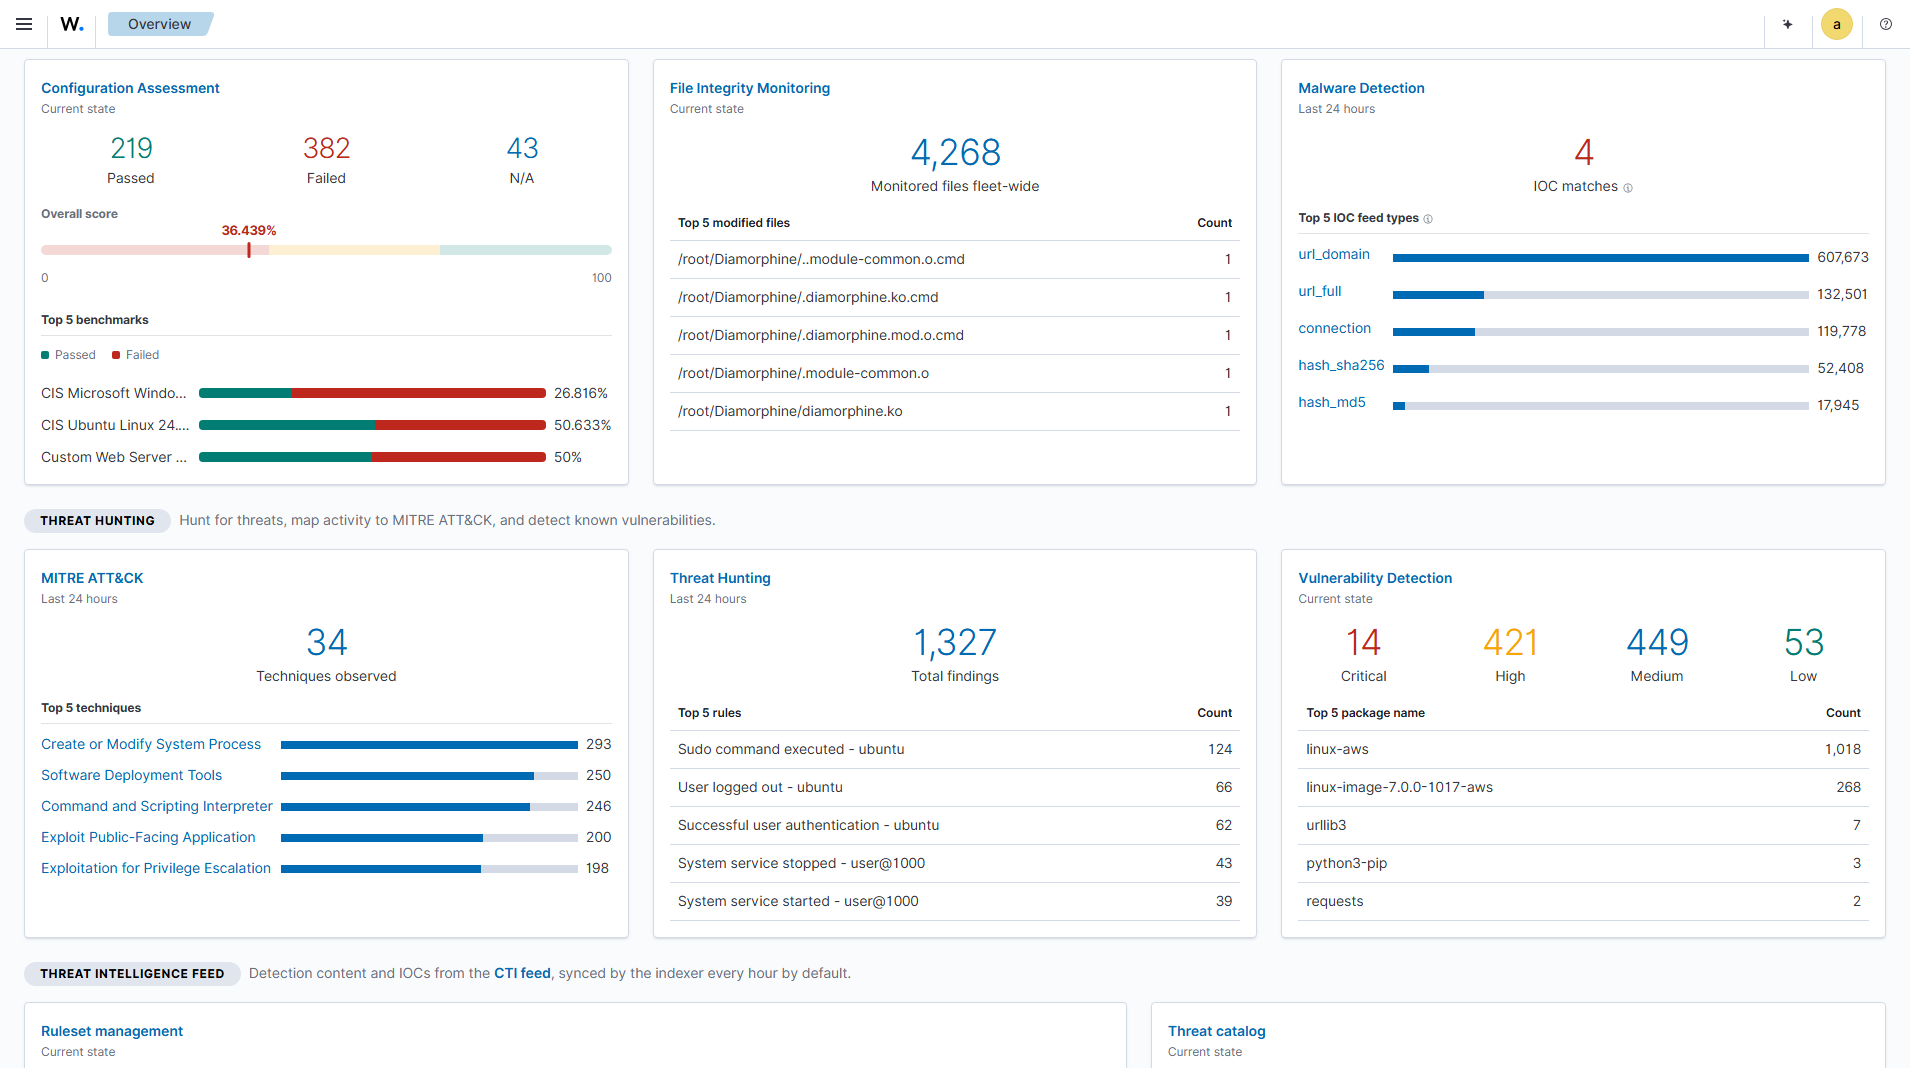 W.
Overview
a
Configuration Assessment
Current state
219
Passed
382
Failed
43
N/A
Overall score
36.439%
0
100
Top 5 benchmarks
Passed
Failed
CIS Microsoft Windo...
26.816%
CIS Ubuntu Linux 24....
50.633%
Custom Web Server ...
50%
File Integrity Monitoring
Current state
4,268
Monitored files fleet-wide
Top 5 modified files
Count
/root/Diamorphine/..module-common.o.cmd
1
/root/Diamorphine/.diamorphine.ko.cmd
1
/root/Diamorphine/.diamorphine.mod.o.cmd
1
/root/Diamorphine/.module-common.o
1
/root/Diamorphine/diamorphine.ko
1
Malware Detection
Last 24 hours
4
IOC matches
Top 5 IOC feed types
url_domain
607,673
url_full
132,501
connection
119,778
hash_sha256
52,408
hash_md5
17,945
THREAT HUNTING
Hunt for threats, map activity to MITRE ATT&CK, and detect known vulnerabilities.
MITRE ATT&CK
Last 24 hours
34
Techniques observed
Top 5 techniques
Create or Modify System Process
293
Software Deployment Tools
250
Command and Scripting Interpreter
246
Exploit Public-Facing Application
200
Exploitation for Privilege Escalation
198
Threat Hunting
Last 24 hours
1,327
Total findings
Top 5 rules
Count
Sudo command executed - ubuntu
124
User logged out - ubuntu
66
Successful user authentication - ubuntu
62
System service stopped - user@1000
43
System service started - user@1000
39
Vulnerability Detection
Current state
14
Critical
421
High
449
Medium
53
Low
Top 5 package name
Count
linux-aws
1,018
linux-image-7.0.0-1017-aws
268
urllib3
7
python3-pip
3
requests
2
THREAT INTELLIGENCE FEED
Detection content and IOCs from the CTI feed, synced by the indexer every hour by default.
Ruleset management
Current state
Threat catalog
Current state